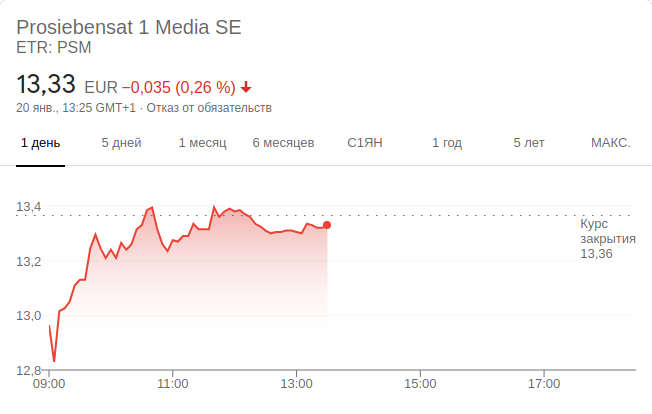 Prosiebensat 1 Media SE
ETR: PSM
13,33 EUR −0,035 (0,26 %)
20 янв., 13:25 GMT+1 · Отказ от обязательств
1 день 5 дней 1 месяц 6 месяцев С1ЯН 1 год 5 лет МАКС.
13,4
Курс
закрытия
13,36
13,2
13,0
12,8
09:00 11:00 13:00 15:00 17:00